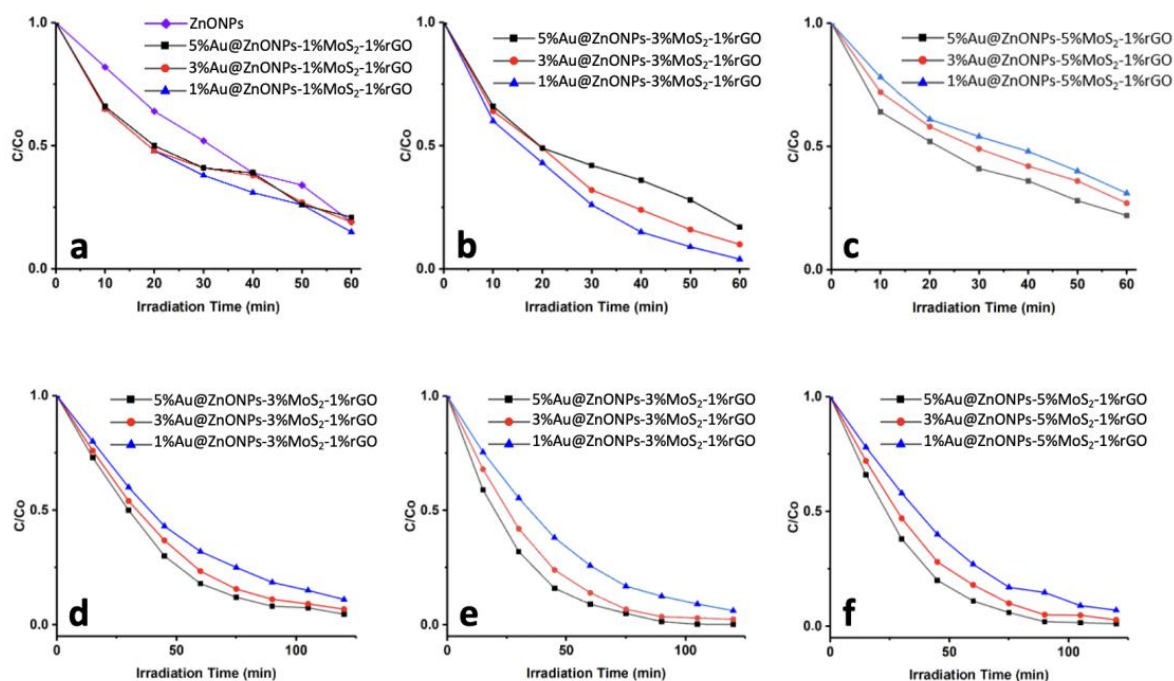 ZnONPs
5%Au@ZnONPs-1%MoS₂-1%rGO
3%Au@ZnONPs-1%MoS₂-1%rGO
1%Au@ZnONPs-1%MoS₂-1%rGO
1.0
0.5
0.0
C/Co
a
0 10 20 30 40 50 60
Irradiation Time (min)
5%Au@ZnONPs-3%MoS₂-1%rGO
3%Au@ZnONPs-3%MoS₂-1%rGO
1%Au@ZnONPs-3%MoS₂-1%rGO
1.0
0.5
0.0
C/Co
b
0 10 20 30 40 50 60
Irradiation Time (min)
5%Au@ZnONPs-5%MoS₂-1%rGO
3%Au@ZnONPs-5%MoS₂-1%rGO
1%Au@ZnONPs-5%MoS₂-1%rGO
1.0
0.5
0.0
C/Co
c
0 10 20 30 40 50 60
Irradiation Time (min)
5%Au@ZnONPs-3%MoS₂-1%rGO
3%Au@ZnONPs-3%MoS₂-1%rGO
1%Au@ZnONPs-3%MoS₂-1%rGO
1.0
0.5
0.0
C/Co
d
0 50 100
Irradiation Time (min)
5%Au@ZnONPs-3%MoS₂-1%rGO
3%Au@ZnONPs-3%MoS₂-1%rGO
1%Au@ZnONPs-3%MoS₂-1%rGO
1.0
0.5
0.0
C/Co
e
0 50 100
Irradiation Time (min)
5%Au@ZnONPs-5%MoS₂-1%rGO
3%Au@ZnONPs-5%MoS₂-1%rGO
1%Au@ZnONPs-5%MoS₂-1%rGO
1.0
0.5
0.0
C/Co
f
0 50 100
Irradiation Time (min)